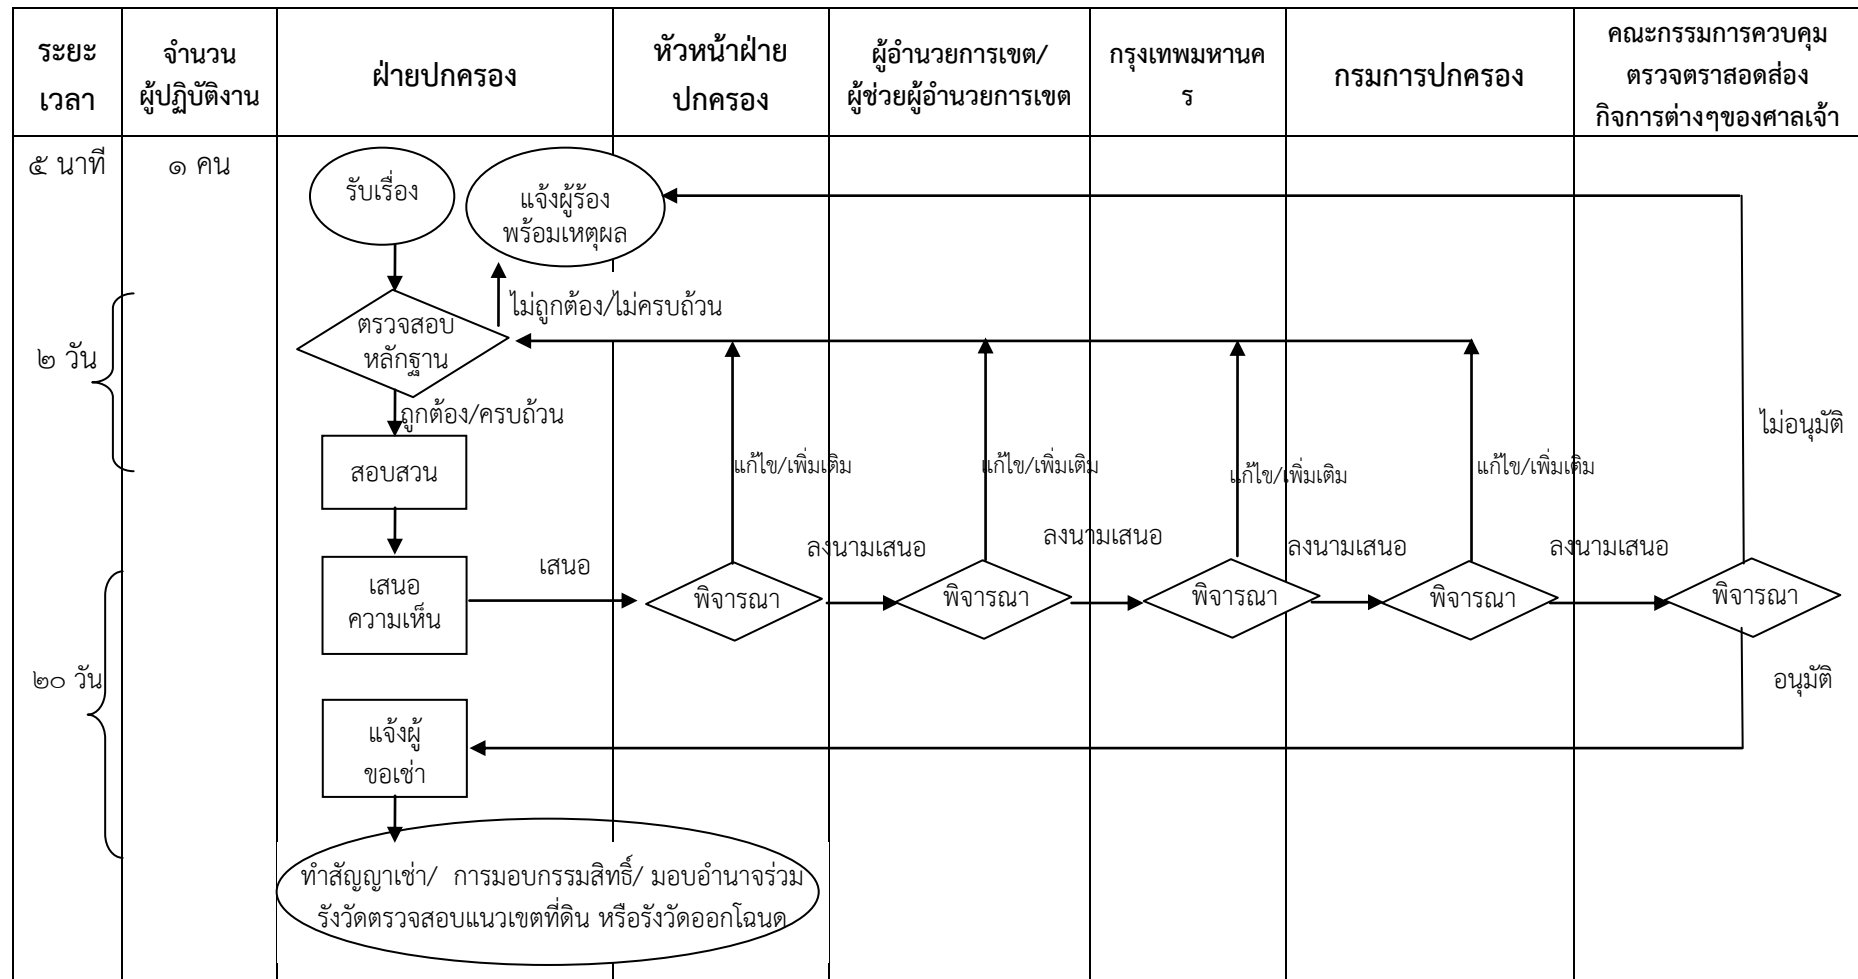 ระยะ
เวลา
จำนวน
ผู้ปฏิบัติงาน
ฝ่ายปกครอง
หัวหน้าฝ่าย
ปกครอง
ผู้อำนวยการเขต/
ผู้ช่วยผู้อำนวยการเขต
กรุงเทพมหานค
ร
กรมการปกครอง
คณะกรรมการควบคุม
ตรวจตราสอดส่อง
กิจการต่างๆของศาลเจ้า
๕ นาที
๑ คน
รับเรื่อง
แจ้งผู้ร้อง
พร้อมเหตุผล
ไม่ถูกต้อง/ไม่ครบถ้วน
๒ วัน
ตรวจสอบ
หลักฐาน
ถูกต้อง/ครบถ้วน
ไม่อนุมัติ
สอบสวน
แก้ไข/เพิ่มเติม
แก้ไข/เพิ่มเติม
แก้ไข/เพิ่มเติม
แก้ไข/เพิ่มเติม
เสนอ
ลงนามเสนอ
ลงนามเสนอ
ลงนามเสนอ
ลงนามเสนอ
เสนอ
ความเห็น
พิจารณา
พิจารณา
พิจารณา
พิจารณา
พิจารณา
๒๐ วัน
อนุมัติ
แจ้งผู้
ขอเช่า
ทำสัญญาเช่า/ การมอบกรรมสิทธิ์/ มอบอำนาจร่วม
รังวัดตรวจสอบแนวเขตที่ดิน หรือรังวัดออกโฉนด